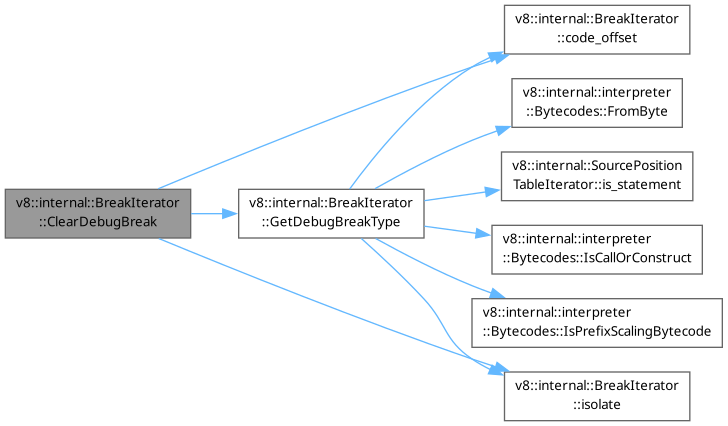 v8::internal::BreakIterator
::ClearDebugBreak
v8::internal::BreakIterator
::GetDebugBreakType
v8::internal::BreakIterator
::code_offset
v8::internal::interpreter
::Bytecodes::FromByte
v8::internal::SourcePosition
TableIterator::is_statement
v8::internal::interpreter
::Bytecodes::IsCallOrConstruct
v8::internal::interpreter
::Bytecodes::IsPrefixScalingBytecode
v8::internal::BreakIterator
::isolate